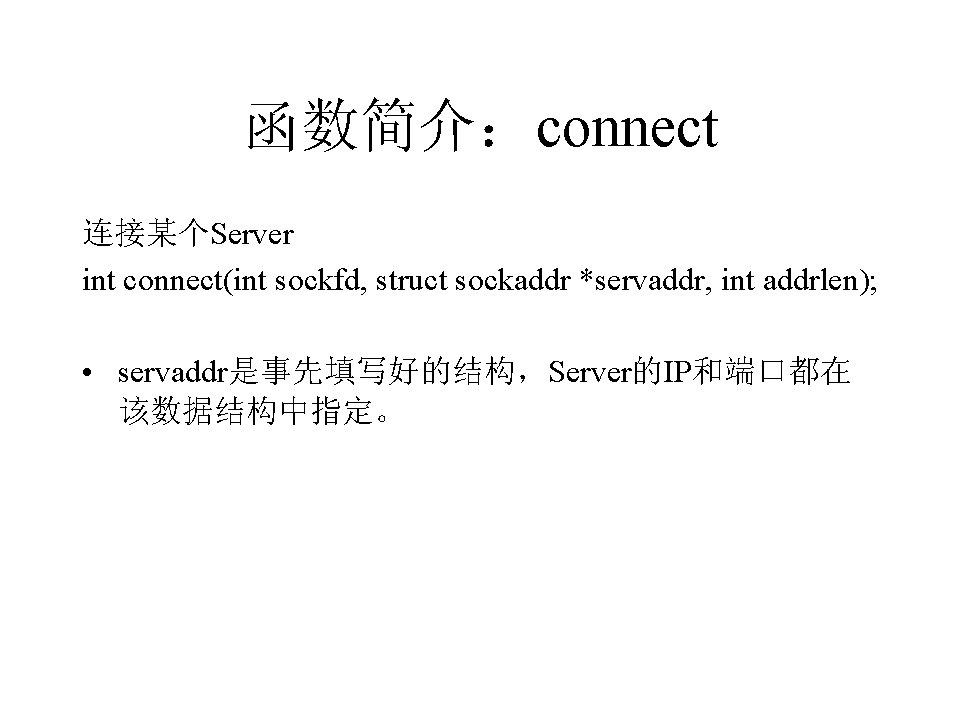 函数简介：connect
连接某个Server
int connect(int sockfd, struct sockaddr *servaddr, int addrlen);
• servaddr是事先填写好的结构，Server的IP和端口都在
该数据结构中指定。